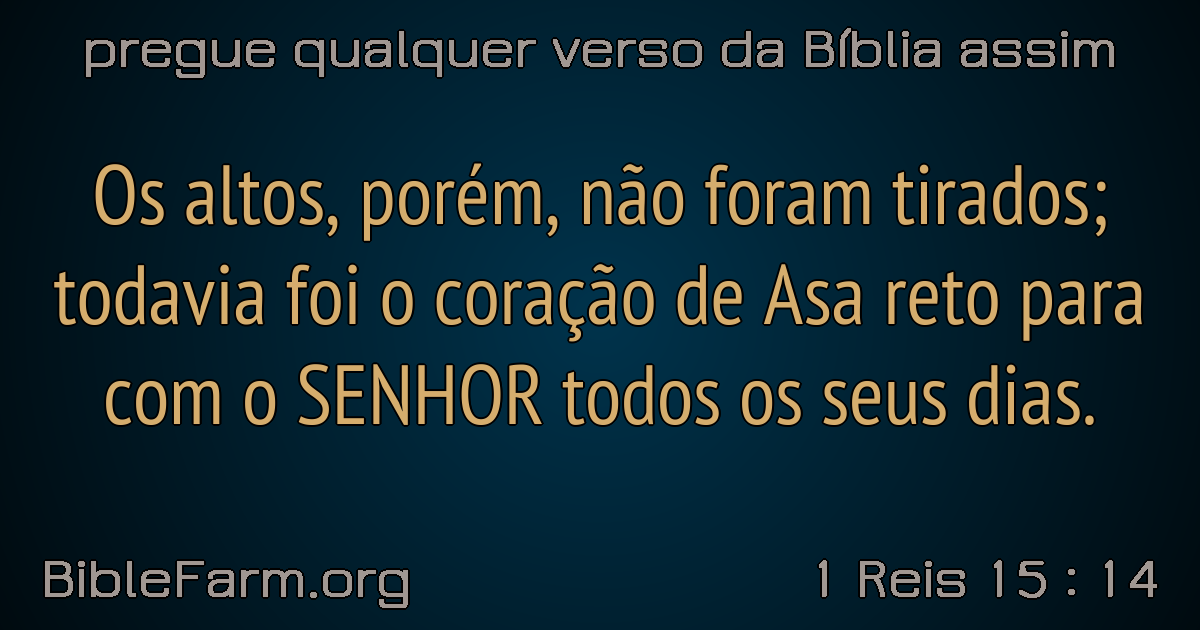 pregue qualquer verso da Bíblia assim
Os altos, porém, não foram tirados;
todavia foi o coração de Asa reto para
com o SENHOR todos os seus dias.
BibleFarm.org
1 Reis 15 : 14